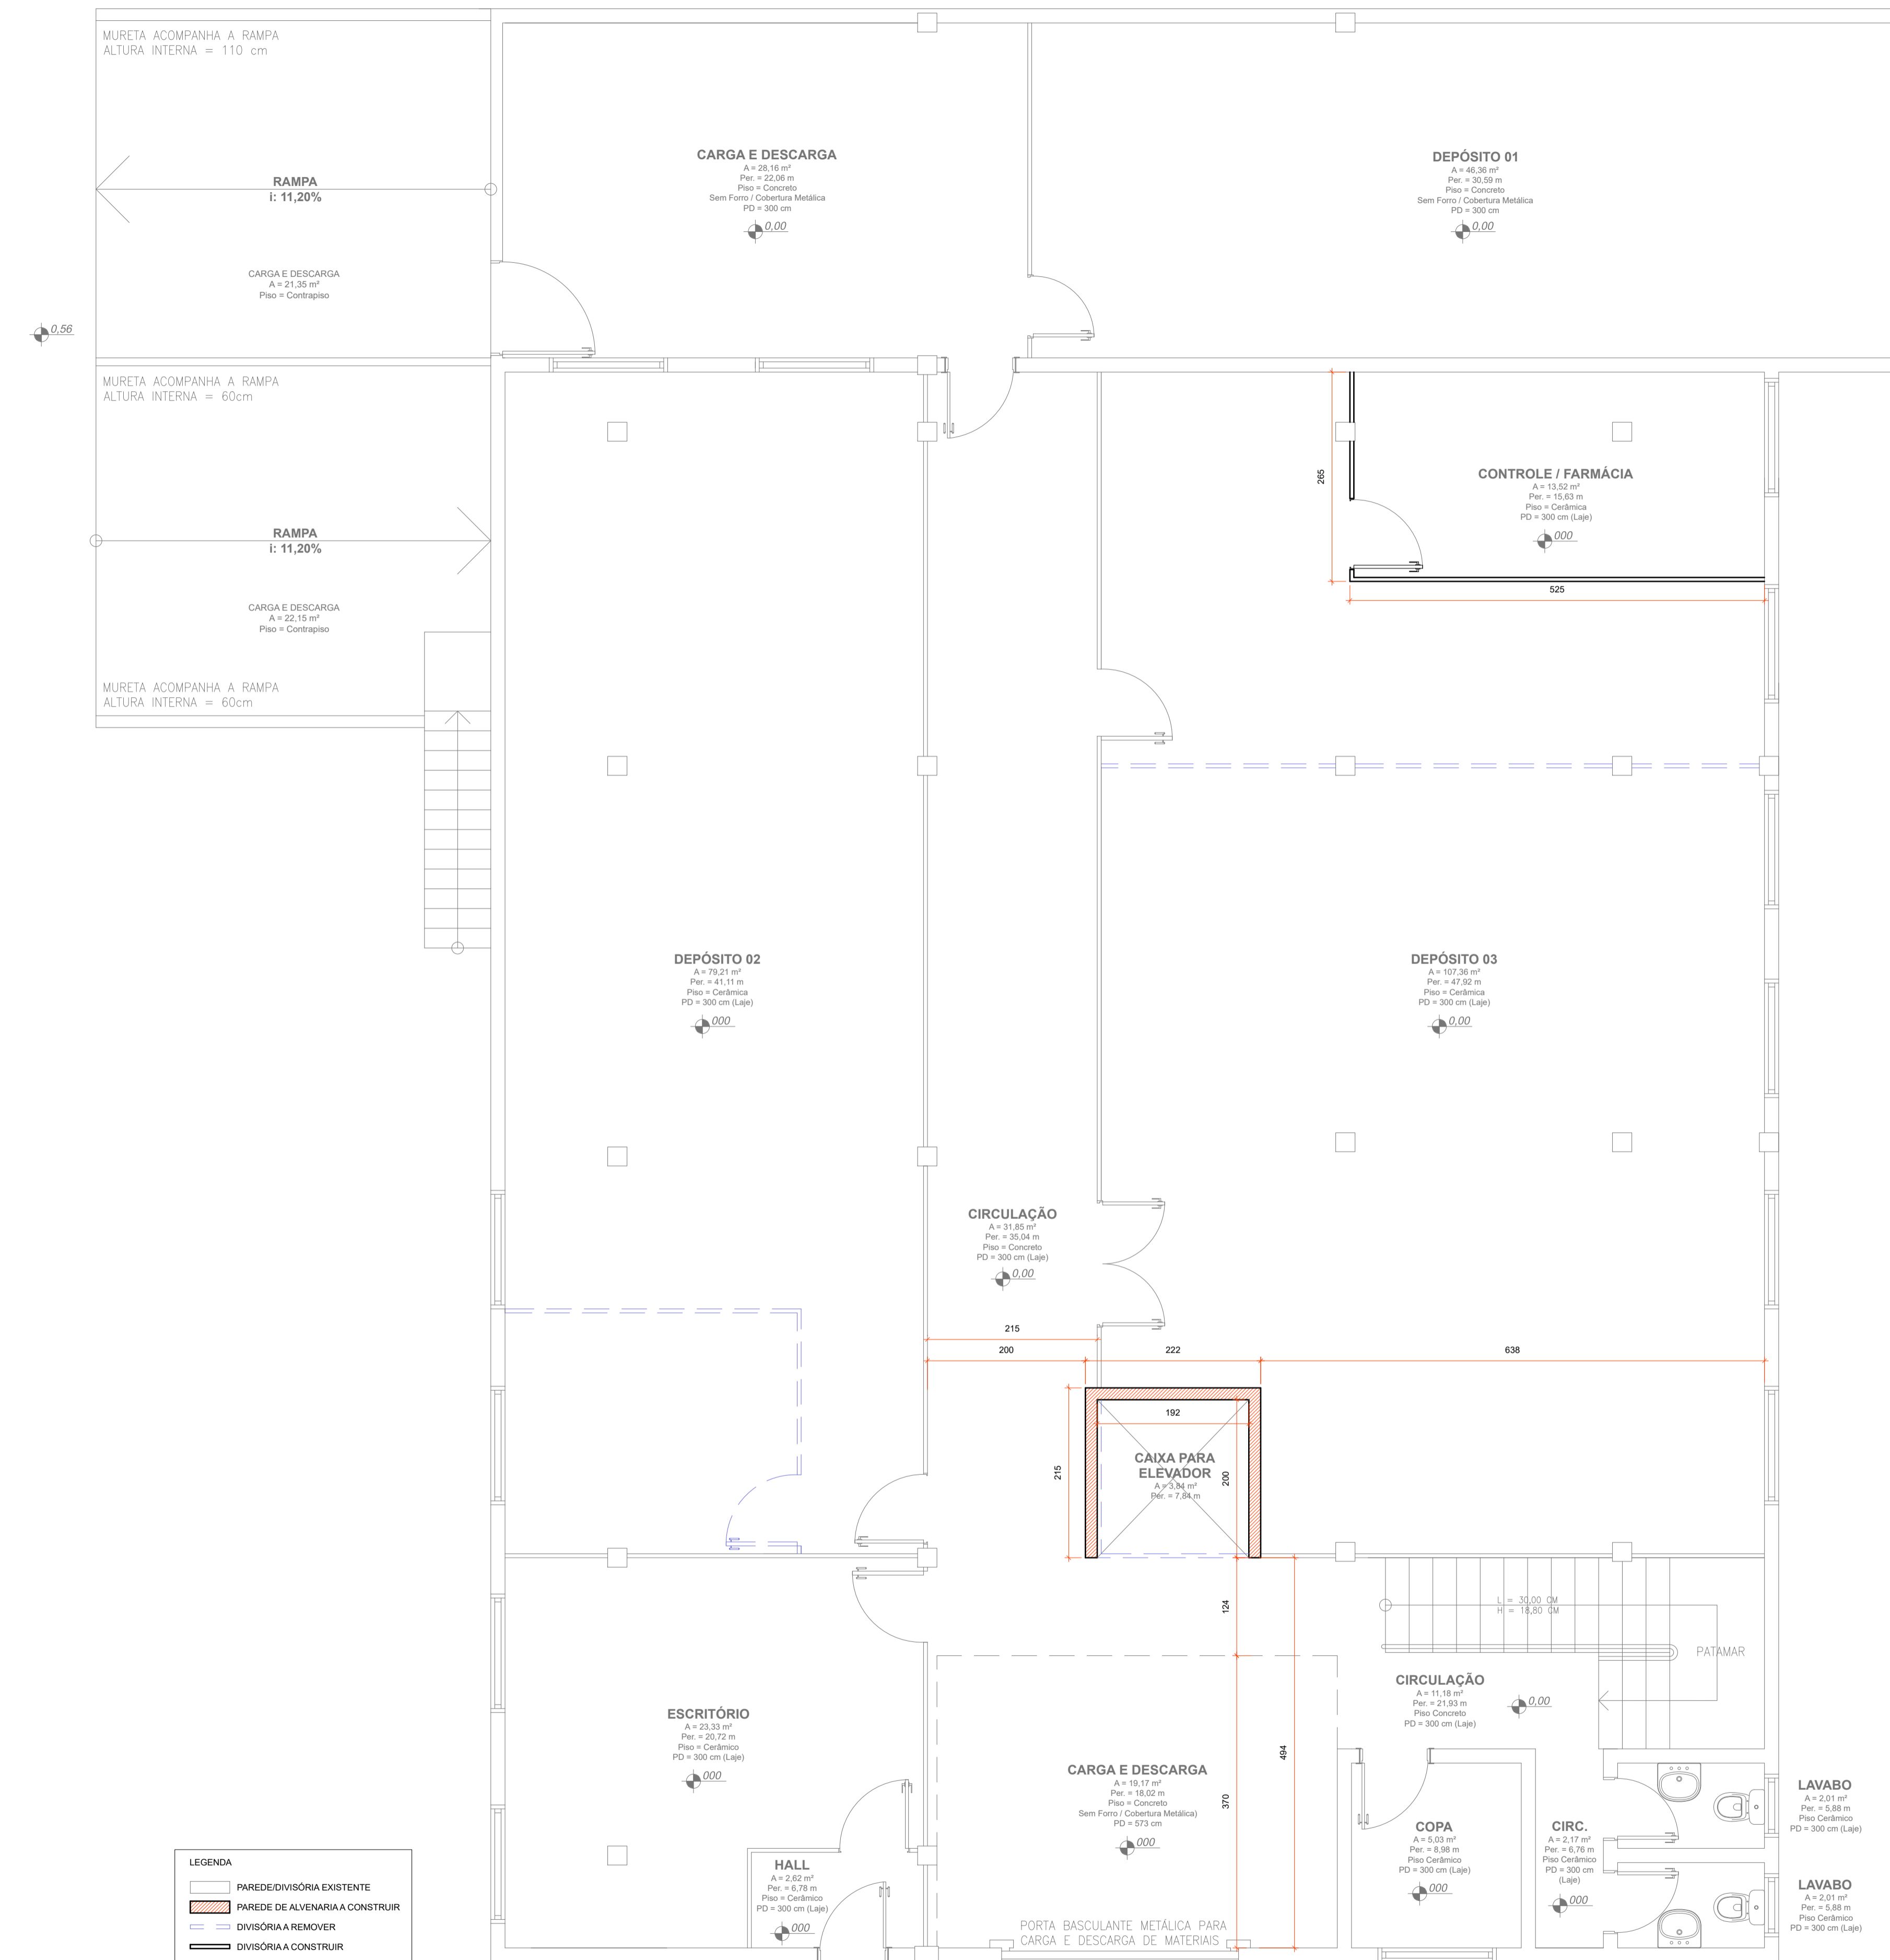 MURETA ACOMPANHA A RAMPA
ALTURA INTERNA = 110 cm
RAMPA
i: 11,20%
CARGA E DESCARGA
A = 21,35 m²
Piso = Contrapiso
0,56
CARGA E DESCARGA
A = 28,16 m²
Per. = 22,06 m
Piso = Concreto
Sem Forro / Cobertura Metálica
PD = 300 cm
0,00
DEPÓSITO 01
A = 46,36 m²
Per. = 30,59 m
Piso = Concreto
Sem Forro / Cobertura Metálica
PD = 300 cm
0,00
MURETA ACOMPANHA A RAMPA
ALTURA INTERNA = 60cm
RAMPA
i: 11,20%
CARGA E DESCARGA
A = 22,15 m²
Piso = Contrapiso
MURETA ACOMPANHA A RAMPA
ALTURA INTERNA = 60cm
265
CONTROLE / FARMÁCIA
A = 13,52 m²
Per. = 15,63 m
Piso = Cerâmica
PD = 300 cm (Laje)
000
525
DEPÓSITO 02
A = 79,21 m²
Per. = 41,11 m
Piso = Cerâmica
PD = 300 cm (Laje)
000
DEPÓSITO 03
A = 107,36 m²
Per. = 47,92 m
Piso = Cerâmica
PD = 300 cm (Laje)
0,00
CIRCULAÇÃO
A = 31,85 m²
Per. = 35,04 m
Piso = Concreto
PD = 300 cm (Laje)
0,00
215
200
222
638
192
215
CAIXA PARA
ELEVADOR
A = 3,84 m²
Per. = 7,84 m
200
124
L = 30,00 CM
H = 18,80 CM
PATAMAR
CIRCULAÇÃO
A = 11,18 m²
Per. = 21,93 m
Piso Concreto
PD = 300 cm (Laje)
0,00
ESCRITÓRIO
A = 23,33 m²
Per. = 20,72 m
Piso = Cerâmico
PD = 300 cm (Laje)
000
494
370
CARGA E DESCARGA
A = 19,17 m²
Per. = 18,02 m
Piso = Concreto
Sem Forro / Cobertura Metálica)
PD = 573 cm
000
COPA
A = 5,03 m²
Per. = 8,98 m
Piso Cerâmico
PD = 300 cm (Laje)
000
CIRC.
A = 2,17 m²
Per. = 6,76 m
Piso Cerâmico
PD = 300 cm
(Laje)
000
LAVABO
A = 2,01 m²
Per. = 5,88 m
Piso Cerâmico
PD = 300 cm (Laje)
LAVABO
A = 2,01 m²
Per. = 5,88 m
Piso Cerâmico
PD = 300 cm (Laje)
HALL
A = 2,62 m²
Per. = 6,78 m
Piso = Cerâmico
PD = 300 cm (Laje)
000
PORTA BASCULANTE METÁLICA PARA
CARGA E DESCARGA DE MATERIAIS
LEGENDA
PAREDE/DIVISÓRIA EXISTENTE
PAREDE DE ALVENARIA A CONSTRUIR
DIVISÓRIA A REMOVER
DIVISÓRIA A CONSTRUIR